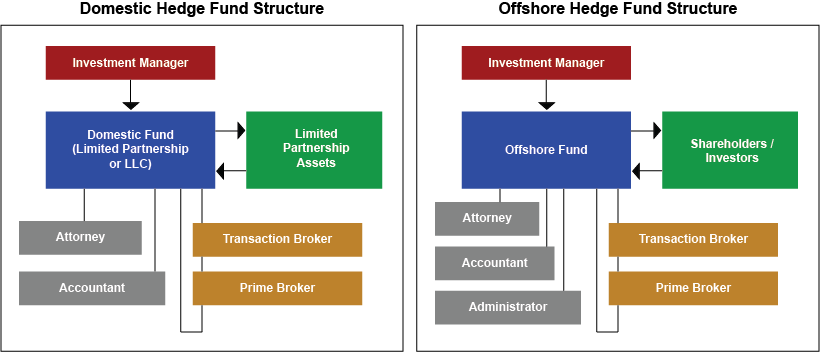 Domestic Hedge Fund Structure
Investment Manager
Domestic Fund
(Limited Partnership
or LLC)
Limited
Partnership
Assets
Attorney
Accountant
Transaction Broker
Prime Broker
Offshore Hedge Fund Structure
Investment Manager
Offshore Fund
Shareholders /
Investors
Attorney
Accountant
Administrator
Transaction Broker
Prime Broker